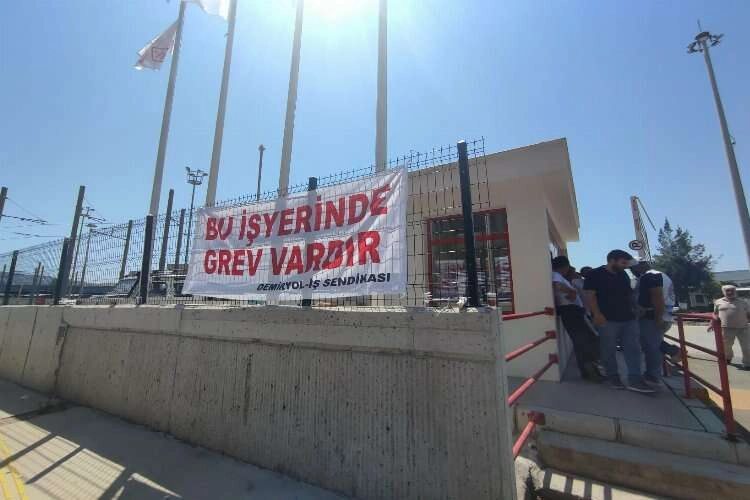 BU İŞYERİNDE
GREV VARDIR
DEMİRYOL-İŞ SENDİKASI